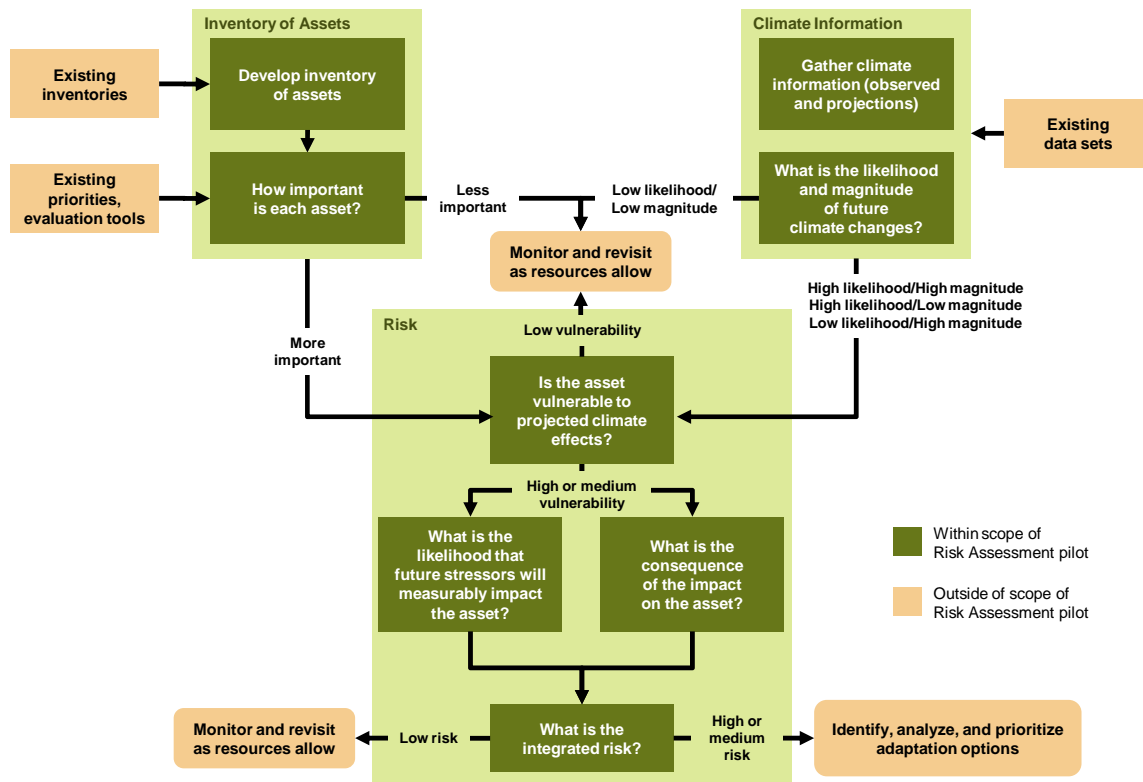 Inventory of Assets
Climate Information
Existing
inventories
Develop inventory
of assets
Gather climate
information (observed
and projections)
Existing
data sets
Existing
priorities,
evaluation tools
How important
is each asset?
Less
important
Low likelihood/
Low magnitude
What is the likelihood
and magnitude
of future
climate changes?
Monitor and revisit
as resources allow
High likelihood/High magnitude
High likelihood/Low magnitude
Low likelihood/High magnitude
Risk
More
important
Low vulnerability
Is the asset
vulnerable to
projected climate
effects?
High or medium
vulnerability
What is the
likelihood that
future stressors will
measurably impact
the asset?
What is the
consequence
of the impact
on the asset?
Within scope of
Risk Assessment pilot
Outside of scope of
Risk Assessment pilot
Monitor and revisit
as resources allow
Low risk
What is the
integrated risk?
High or
medium
risk
Identify, analyze, and prioritize
adaptation options